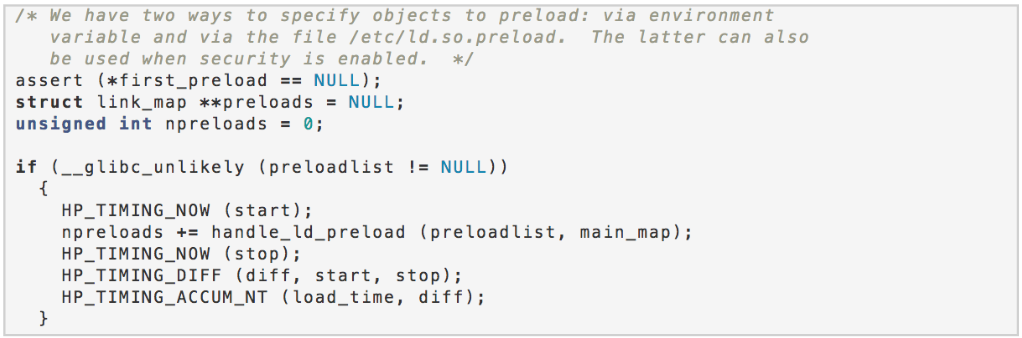 /* We have two ways to specify objects to preload: via environment
variable and via the file /etc/ld.so.preload.  The latter can also
be used when security is enabled.  */
assert (*first_preload == NULL);
struct link_map **preloads = NULL;
unsigned int npreloads = 0;
if (__glibc_unlikely (preloadlist != NULL))
{
HP_TIMING_NOW (start);
npreloads += handle_ld_preload (preloadlist, main_map);
HP_TIMING_NOW (stop);
HP_TIMING_DIFF (diff, start, stop);
HP_TIMING_ACCUM_NT (load_time, diff);
}